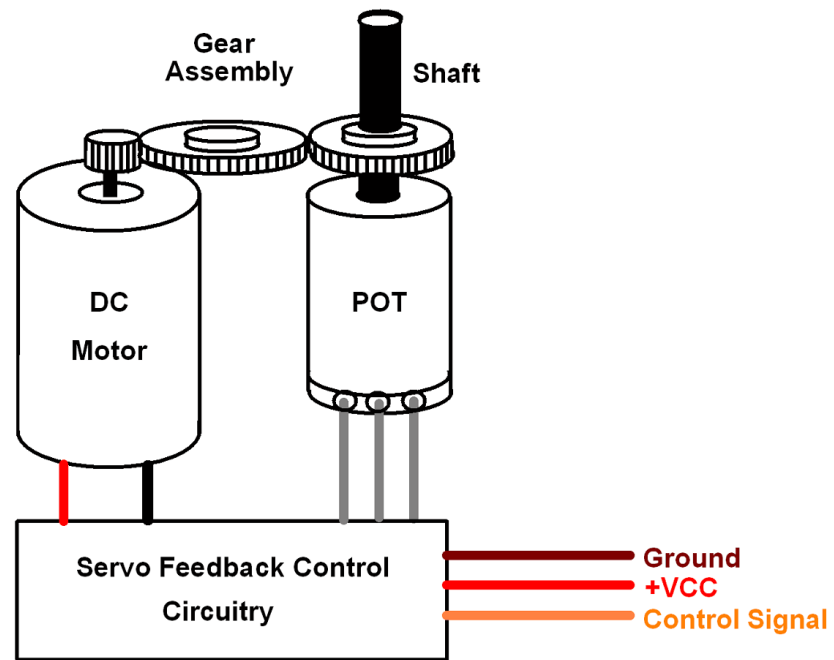 Gear
Assembly
Shaft
DC
Motor
POT
Servo Feedback Control
Circuitry
Ground
+VCC
Control Signal